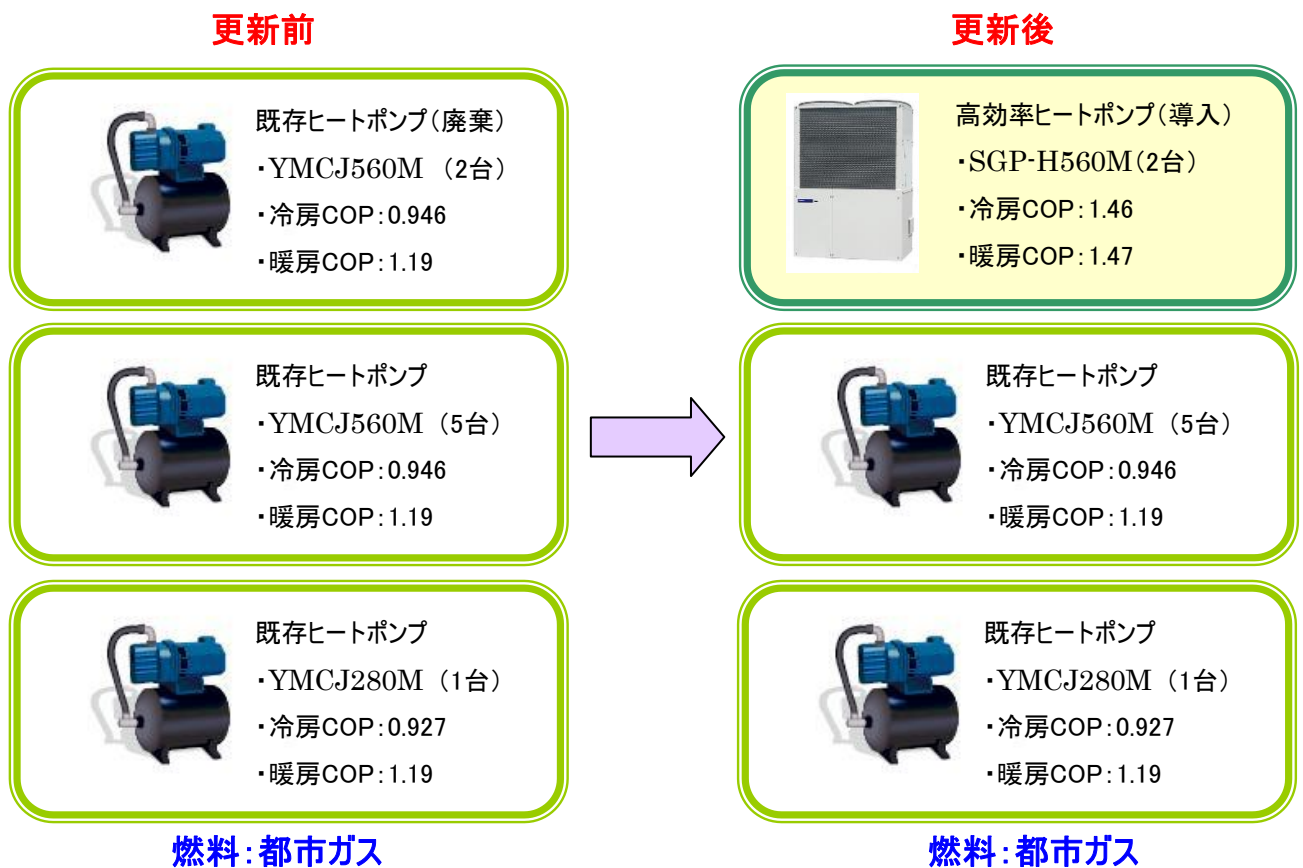 更新前
既存ヒートポンプ（廃棄）
・YMCJ560M （2台）
・冷房COP：0.946
・暖房COP：1.19
既存ヒートポンプ
・YMCJ560M （5台）
・冷房COP：0.946
・暖房COP：1.19
既存ヒートポンプ
・YMCJ280M （1台）
・冷房COP：0.927
・暖房COP：1.19
燃料：都市ガス
更新後
高効率ヒートポンプ（導入）
・SGP-H560M（2台）
・冷房COP：1.46
・暖房COP：1.47
既存ヒートポンプ
・YMCJ560M （5台）
・冷房COP：0.946
・暖房COP：1.19
既存ヒートポンプ
・YMCJ280M （1台）
・冷房COP：0.927
・暖房COP：1.19
燃料：都市ガス